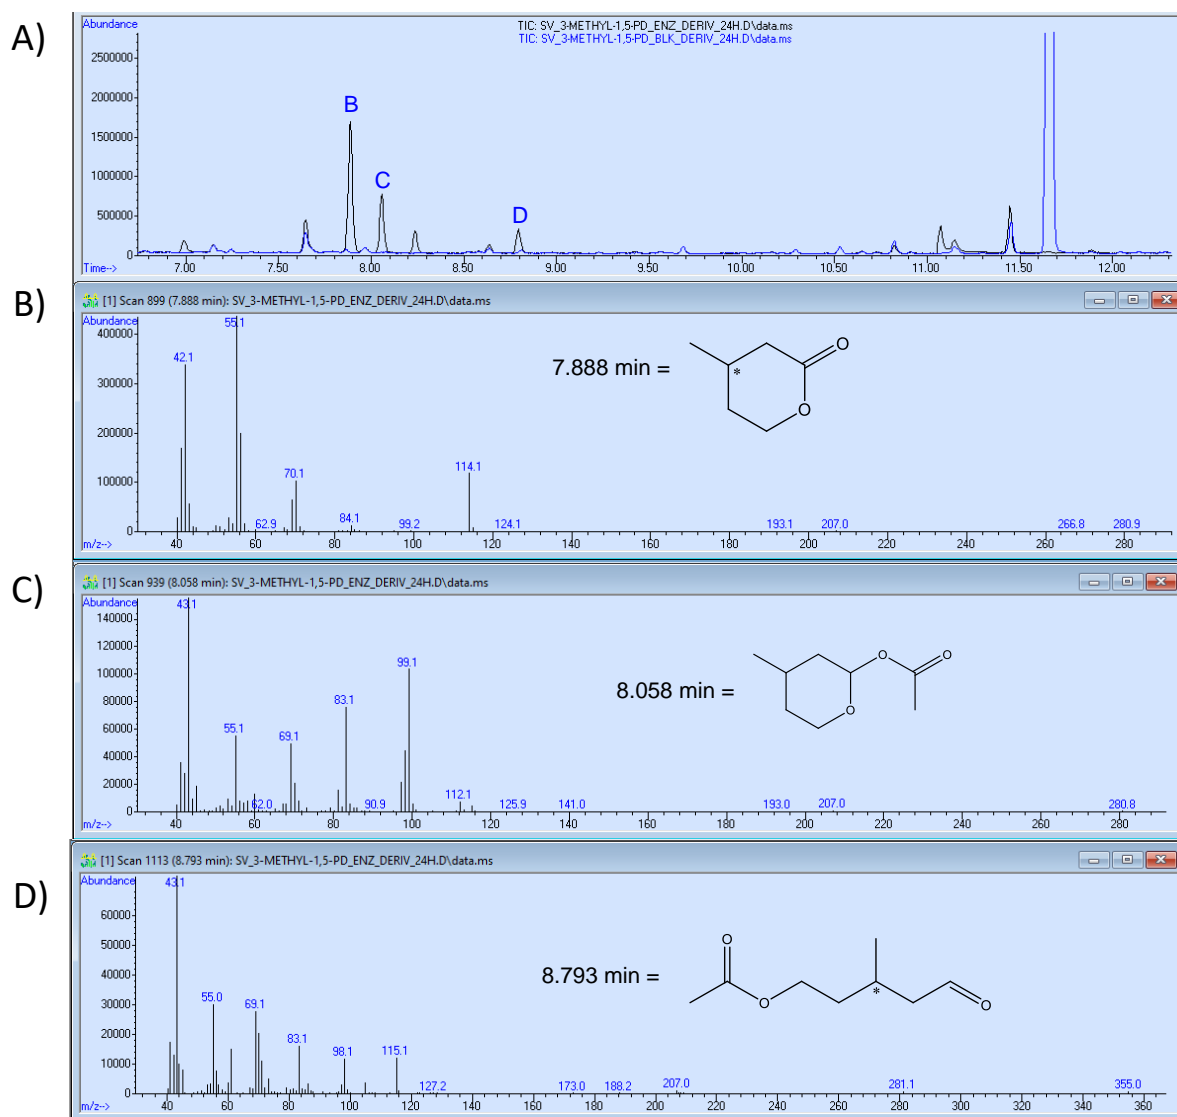 A)
Abundance
TIC: SV_3-METHYL-1,5-PD_ENZ_DERIV_24H.D\data.ms
TIC: SV_3-METHYL-1,5-PD_BLK_DERIV_24H.D\data.ms
2500000
2000000
1500000
1000000
500000
0
B
C
D
Time-->
7.00 7.50 8.00 8.50 9.00 9.50 10.00 10.50 11.00 11.50 12.00
B)
[1] Scan 899 (7.888 min): SV_3-METHYL-1,5-PD_ENZ_DERIV_24H.D\data.ms
Abundance
400000
300000
200000
100000
0
55.1
42.1
70.1
114.1
62.9
84.1
99.2
124.1
193.1
207.0
266.8
280.9
7.888 min =
O
O
*
m/z-->
40 60 80 100 120 140 160 180 200 220 240 260 280
C)
[1] Scan 939 (8.058 min): SV_3-METHYL-1,5-PD_ENZ_DERIV_24H.D\data.ms
Abundance
140000
120000
100000
80000
60000
40000
20000
0
43.1
99.1
83.1
55.1
69.1
62.0
90.9
112.1
125.9
141.0
193.0
207.0
280.8
8.058 min =
O
O
O
m/z-->
40 60 80 100 120 140 160 180 200 220 240 260 280
D)
[1] Scan 1113 (8.793 min): SV_3-METHYL-1,5-PD_ENZ_DERIV_24H.D\data.ms
Abundance
60000
50000
40000
30000
20000
10000
0
43.1
55.0
69.1
83.1
98.1
115.1
127.2
173.0
188.2
207.0
281.1
355.0
8.793 min =
O
O
*
O
m/z-->
40 60 80 100 120 140 160 180 200 220 240 260 280 300 320 340 360